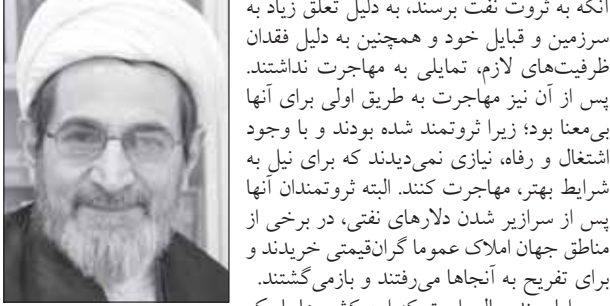 آنکه به ثروت نفت برسند، به دلیل تعلق زیاد به
سرزمین و قبایل خود و همچنین به دلیل فقدان
ظرفیت‌های لازم، تمایلی به مهاجرت نداشتند.
پس از آن نیز مهاجرت به طریق اولی برای آنها
بی‌معنا بود؛ زیرا ثروتمند شده بودند و با وجود
اشتغال و رفاه، نیازی نمی‌دیدند که برای نیل به
شرایط بهتر، مهاجرت کنند. البته ثروتمندان آنها
پس از سرازیر شدن دلارهای نفتی، در برخی از
مناطق جهان املاک عموما گران‌قیمتی خریدند و
برای تفریح به آنجاها می‌رفتند و بازمی‌گشتند.